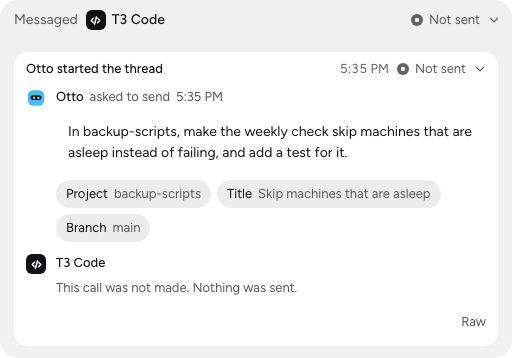 Messaged T3 Code Not sent
Otto started the thread 5:35 PM Not sent
Otto asked to send 5:35 PM
In backup-scripts, make the weekly check skip machines that are
asleep instead of failing, and add a test for it.
Project backup-scripts Title Skip machines that are asleep
Branch main
T3 Code
This call was not made. Nothing was sent.
Raw